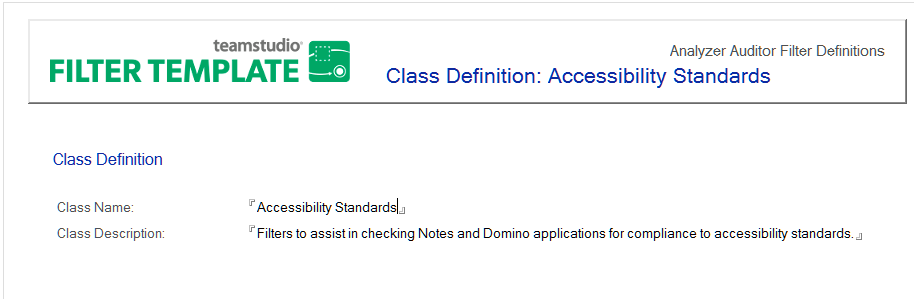 teamstudio
FILTER TEMPLATE
Analyzer Auditor Filter Definitions
Class Definition: Accessibility Standards
Class Definition
Class Name: Accessibility Standards
Class Description: Filters to assist in checking Notes and Domino applications for compliance to accessibility standards.